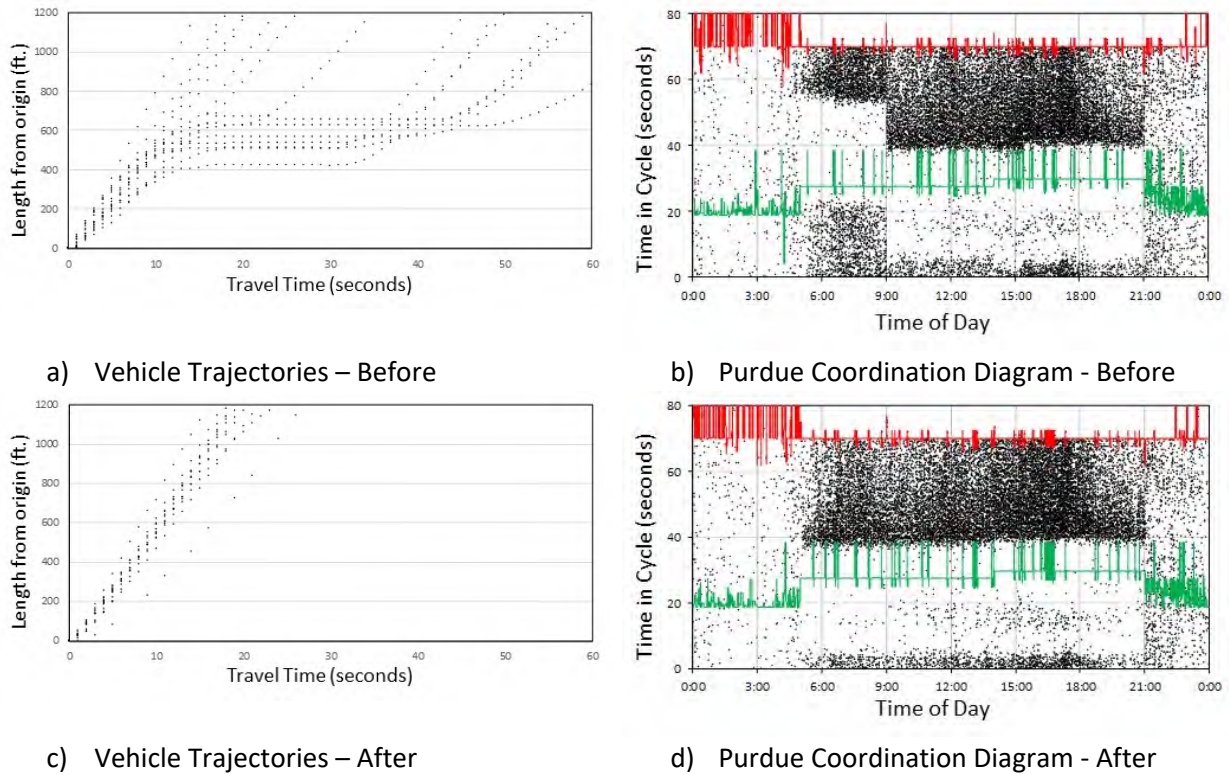 Length from origin (ft.)
1200
1000
800
600
400
200
0
0 10 20 30 40 50 60
Travel Time (seconds)
Time in Cycle (seconds)
80
60
40
20
0
0:00 3:00 6:00 9:00 12:00 15:00 18:00 21:00 0:00
Time of Day
a) Vehicle Trajectories – Before
b) Purdue Coordination Diagram - Before
Length from origin (ft.)
1200
1000
800
600
400
200
0
0 10 20 30 40 50 60
Travel Time (seconds)
Time in Cycle (seconds)
80
60
40
20
0
0:00 3:00 6:00 9:00 12:00 15:00 18:00 21:00 0:00
Time of Day
c) Vehicle Trajectories – After
d) Purdue Coordination Diagram - After